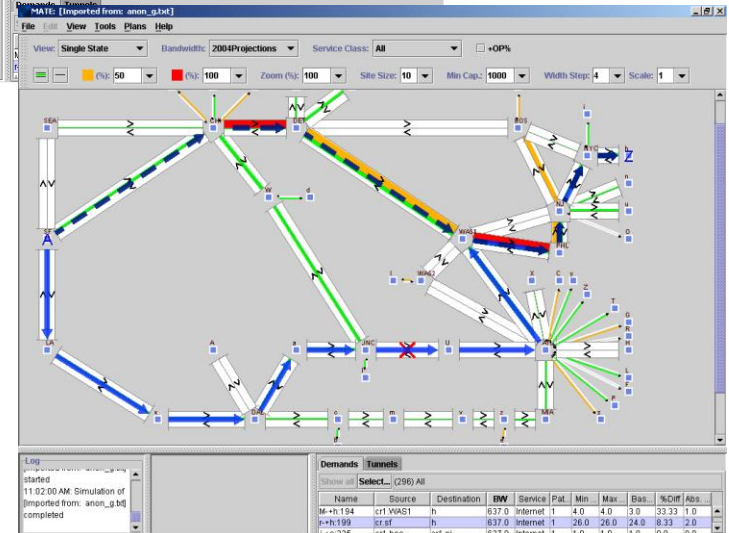 Demands Tunnels
MATE: [Imported from: anon_g.txt]
File Edit View Tools Plans Help
View: Single State Bandwidth: 2004Projections Service Class: All +OP%
(%): 50 (%): 100 Zoom (%): 100 Site Size: 10 Min Cap.: 1000 Width Step: 4 Scale: 1
SEA CHI DET BOS i
NYC b
Z
W d n
NJ u
SF
A WAS1 PHL O
l WAS2 X C y
Z
T
G
R
LA A a JNC U H
L
F
P
x DAL c m v z MIA s
Log
started
11:02:00 AM: Simulation of
[Imported from: anon_g.txt]
completed
Demands Tunnels
Show all Select... (296) All
Name Source Destination BW Service Pat.. Min ... Max ... Bas... %Diff Abs. ...
cr1.WAS1 h 637.0 Internet 1 4.0 4.0 3.0 33.33 1.0
r-+h:199 cr.sf h 637.0 Internet 1 26.0 26.0 24.0 8.33 2.0